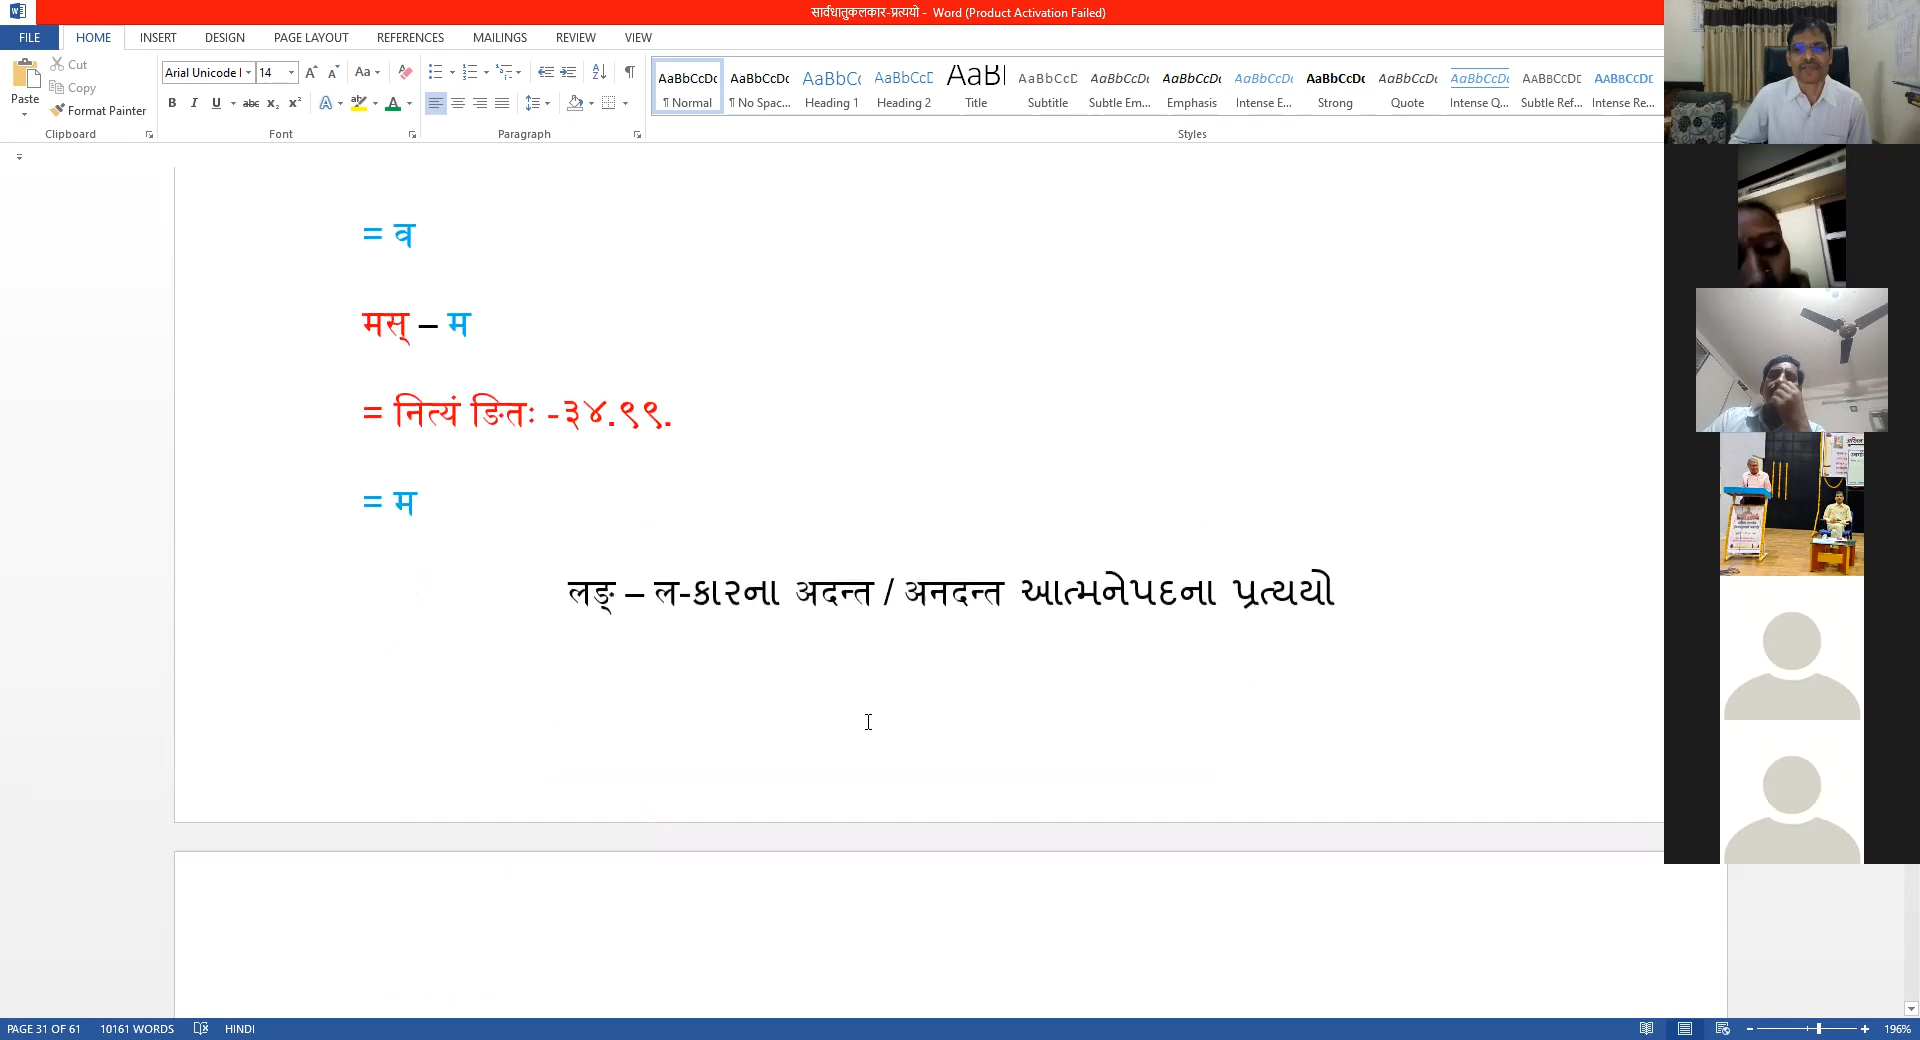 सार्वधातुकलकार-प्रत्ययो - Word (Product Activation Failed)
FILE HOME INSERT DESIGN PAGE LAYOUT REFERENCES MAILINGS REVIEW VIEW
Paste
Cut
Copy
Format Painter
Clipboard
Arial Unicode 14
Font
Paragraph
AaBbCcDc AaBbCcDc AaBbCc AaBbCcD AaBl AaBbCcD AaBbCcDc AaBbCcDc AaBbCcDc AaBbCcDc AaBbCcDc AaBbCcDc AABBCCDE AABBCCDE
¶ Normal ¶ No Spac... Heading 1 Heading 2 Title Subtitle Subtle Em... Emphasis Intense E... Strong Quote Intense Q... Subtle Ref... Intense Re...
Styles
= व
मस् – म
= नित्यं ङितः -३४.९९.
= म
लङ् – ल-કારના अदन्त / अनदन्त આત્મનેપદના પ્રત્યયો
PAGE 31 OF 61 10161 WORDS HINDI 196%